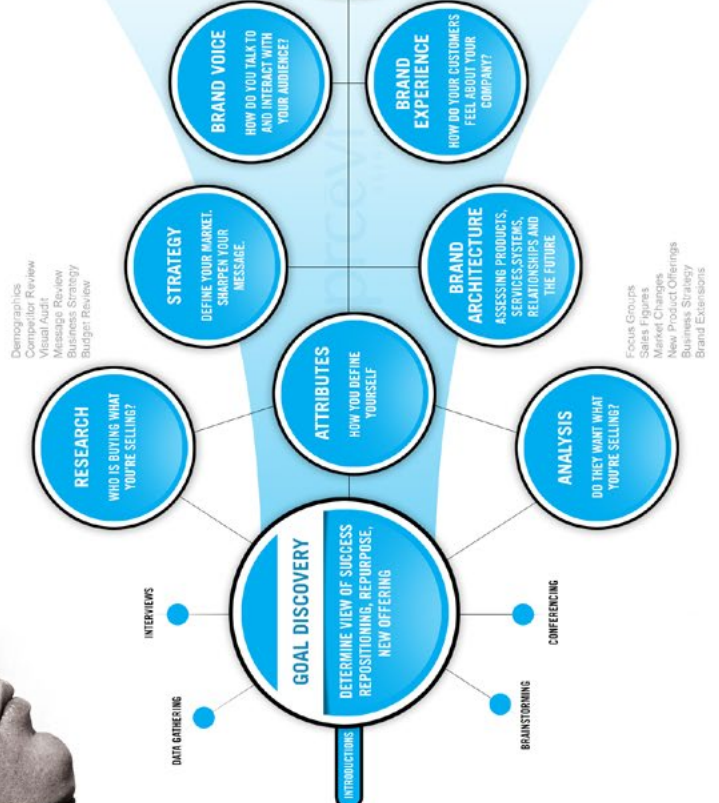 INTRODUCTIONS
GOAL DISCOVERY
DETERMINE VIEW OF SUCCESS
REPOSITIONING, REPURPOSE,
NEW OFFERING
DATA GATHERING
INTERVIEWS
BRAINSTORMING
CONFERENCING
RESEARCH
WHO IS BUYING WHAT
YOU'RE SELLING?
Demographics
Competitor Review
Visual Audit
Message Review
Business Strategy
Budget Review
ATTRIBUTES
HOW YOU DEFINE
YOURSELF
ANALYSIS
DO THEY WANT WHAT
YOU'RE SELLING?
Focus Groups
Sales Figures
Market Changes
New Product Offerings
Business Strategy
Brand Extensions
STRATEGY
DEFINE YOUR MARKET.
SHARPEN YOUR
MESSAGE.
BRAND
ARCHITECTURE
ASSESSING PRODUCTS,
SERVICES,SYSTEMS,
RELATIONSHIPS AND
THE FUTURE
BRAND VOICE
HOW DO YOU TALK TO
AND INTERACT WITH
YOUR AUDIENCE?
BRAND
EXPERIENCE
HOW DO YOUR CUSTOMERS
FEEL ABOUT YOUR
COMPANY?